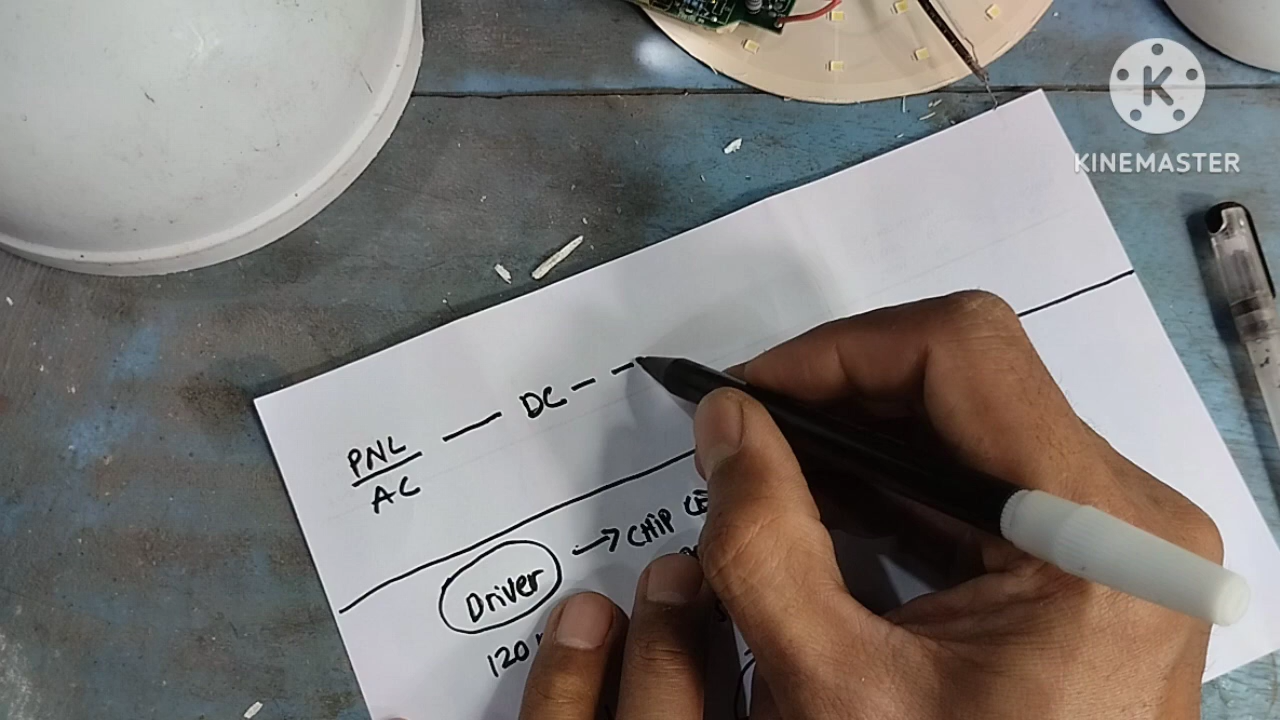 KINEMASTER
PNL — DC - -
AC
Driver → CHIP
120